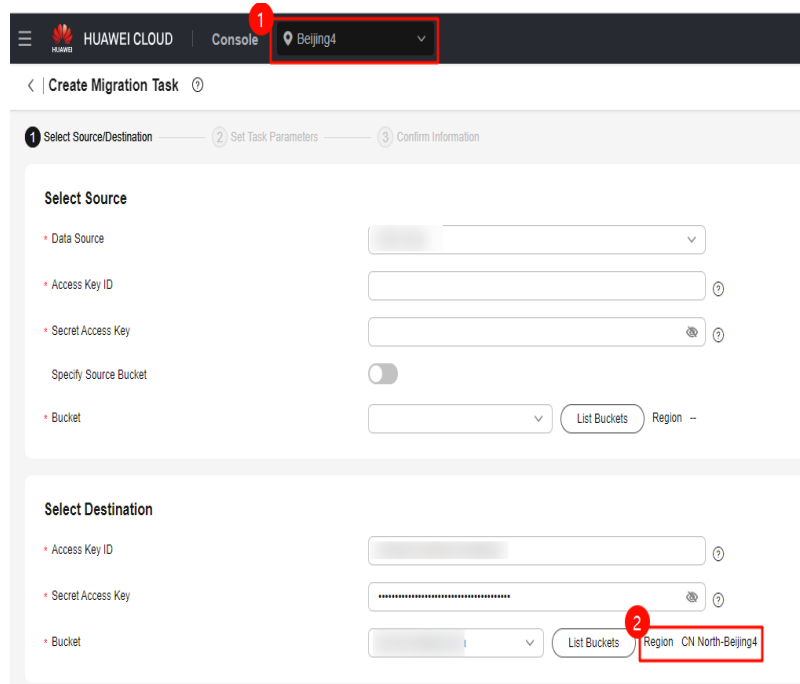 1
HUAWEI HUAWEI CLOUD Console Beijing4
Create Migration Task ?
1 Select Source/Destination 2 Set Task Parameters 3 Confirm Information
Select Source
* Data Source
* Access Key ID ?
* Secret Access Key ?
Specify Source Bucket
* Bucket List Buckets Region --
Select Destination
* Access Key ID ?
* Secret Access Key ?
2
* Bucket List Buckets Region CN North-Beijing4